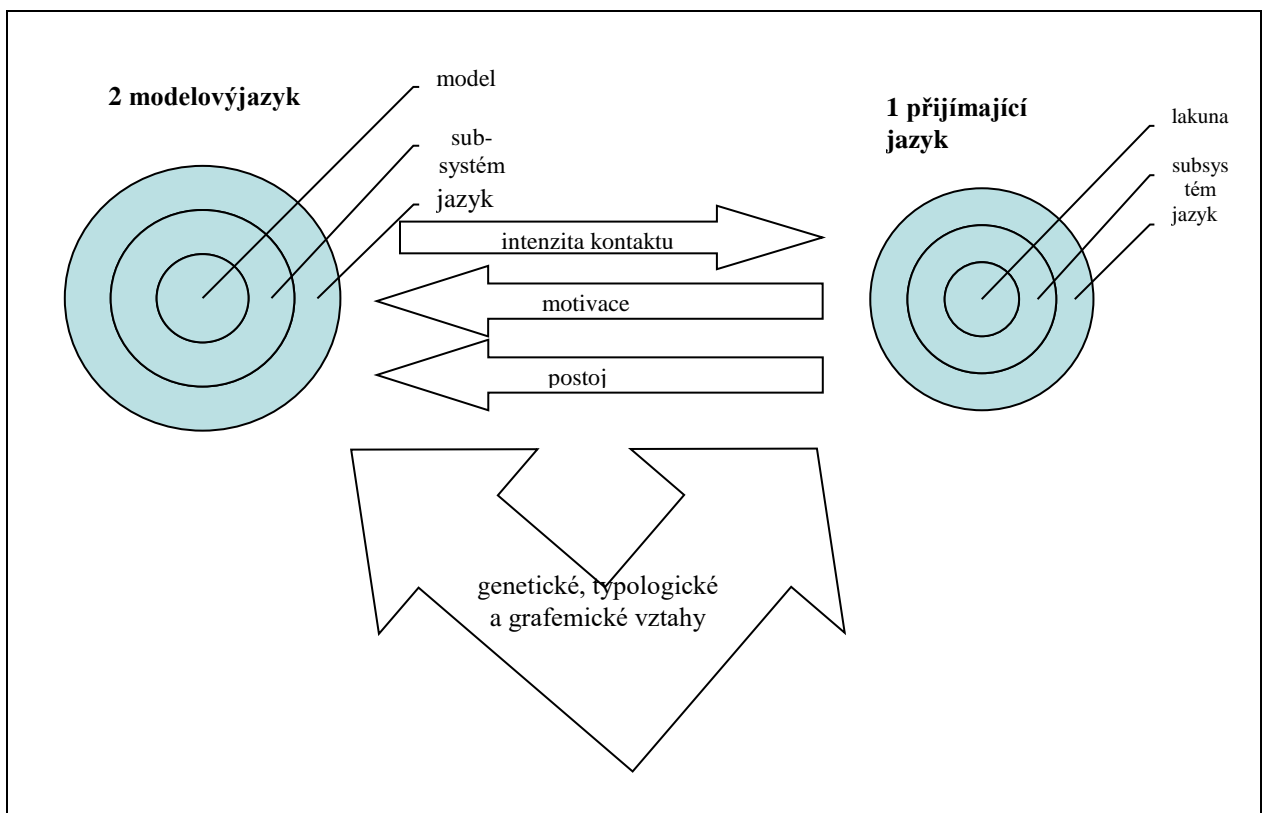 2 modelovýjazyk
model
sub-
systém
jazyk
1 přijímající
jazyk
lakuna
subsys
tém
jazyk
intenzita kontaktu
motivace
postoj
genetické, typologické
a grafemické vztahy